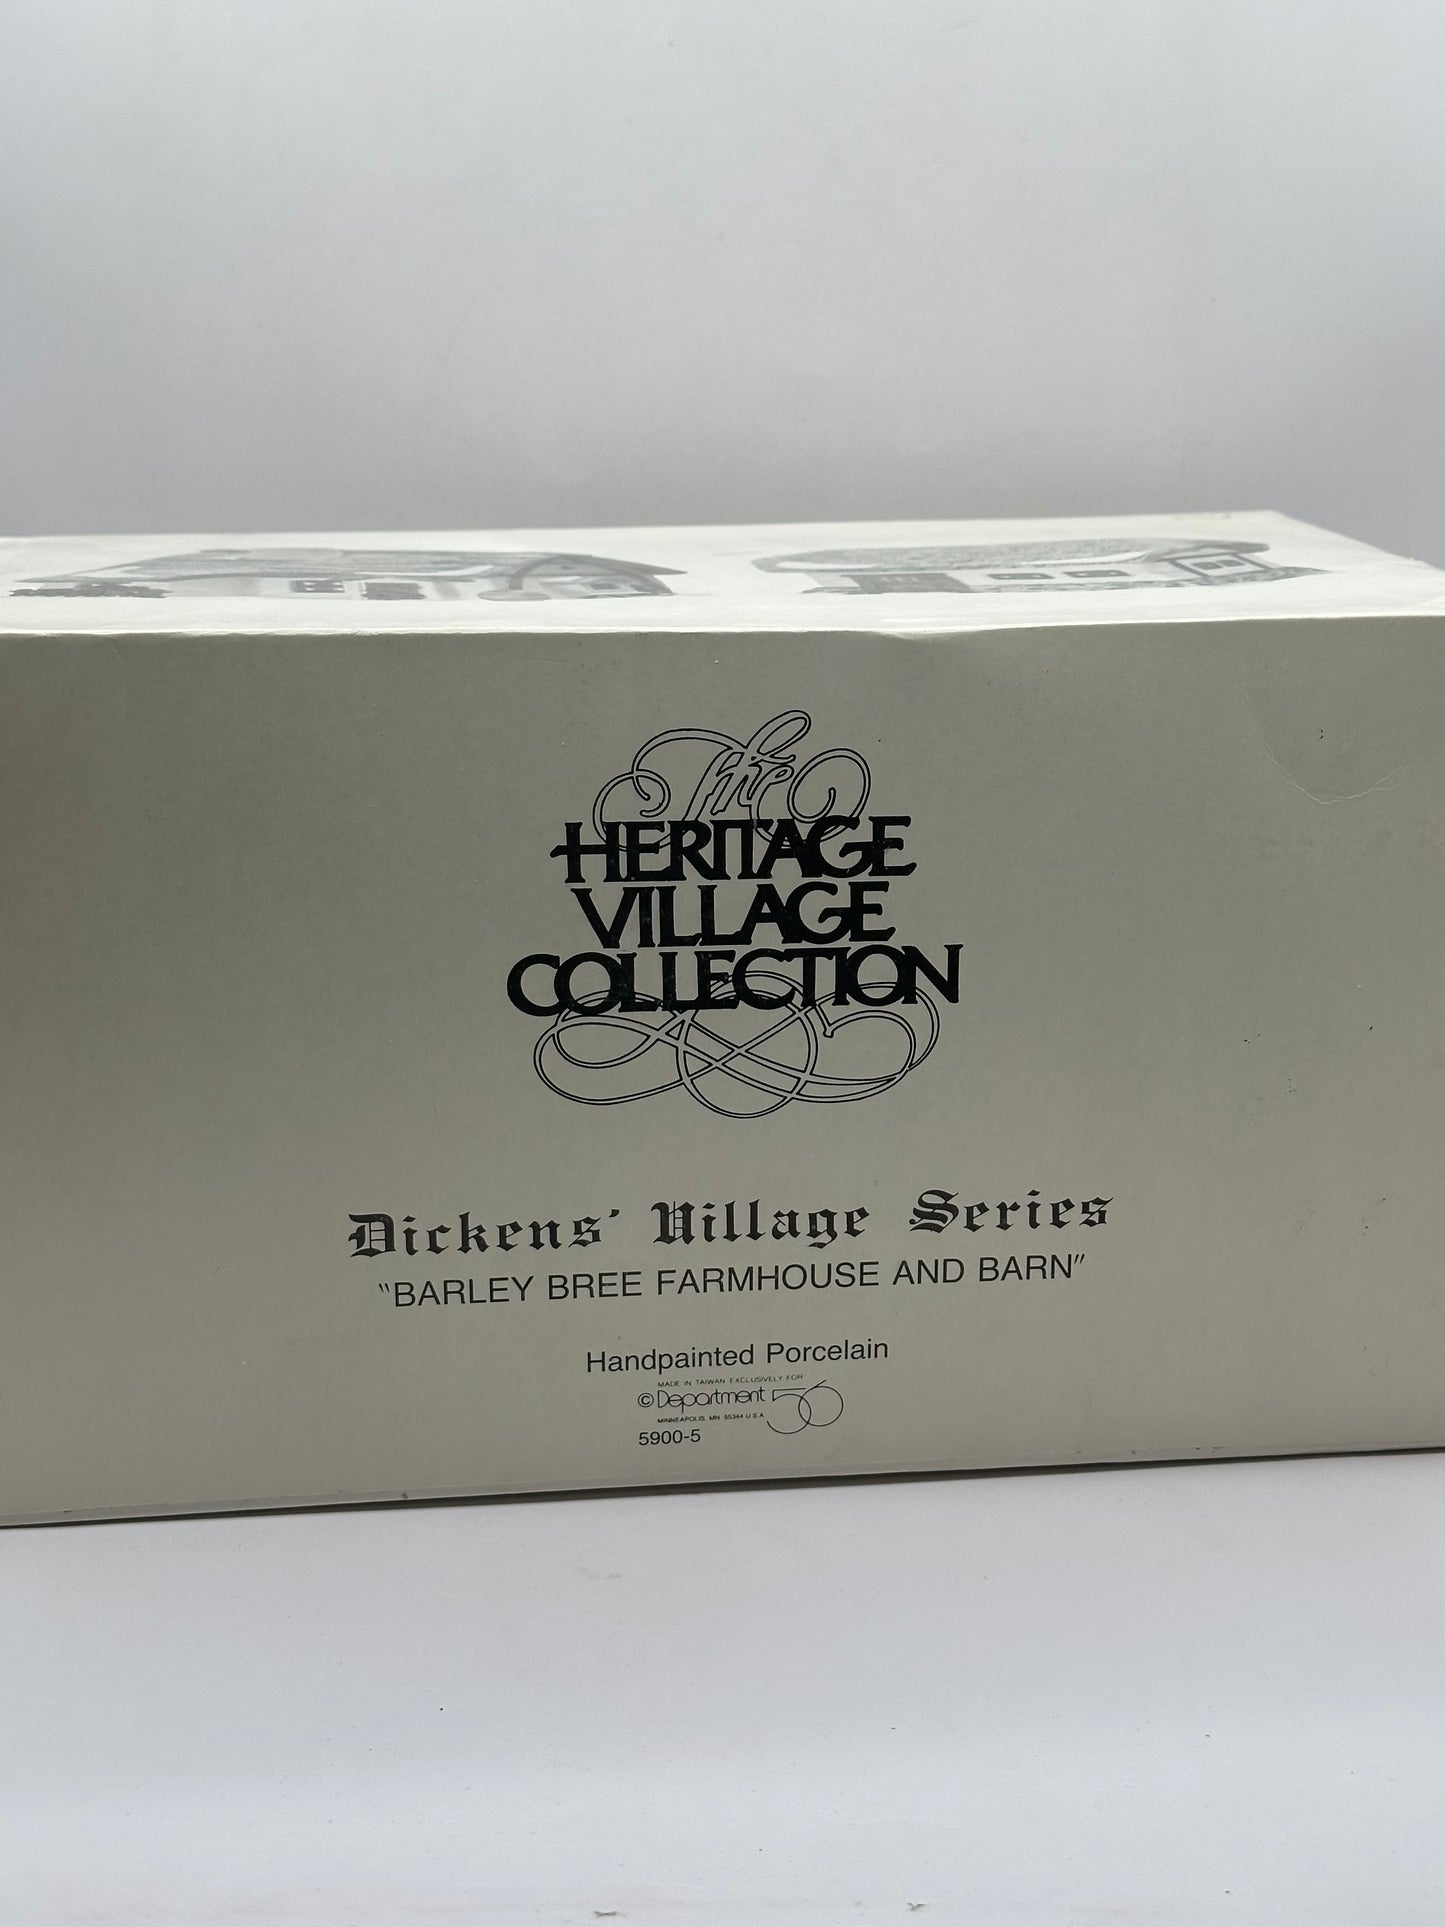 The
HERITAGE
VILLAGE
COLLECTION
Dickens' Village Series
"BARLEY BREE FARMHOUSE AND BARN"
Handpainted Porcelain
MADE IN TAIWAN EXCLUSIVELY FOR
© Department 56
MINNEAPOLIS, MN 55344 U S A
5900-5